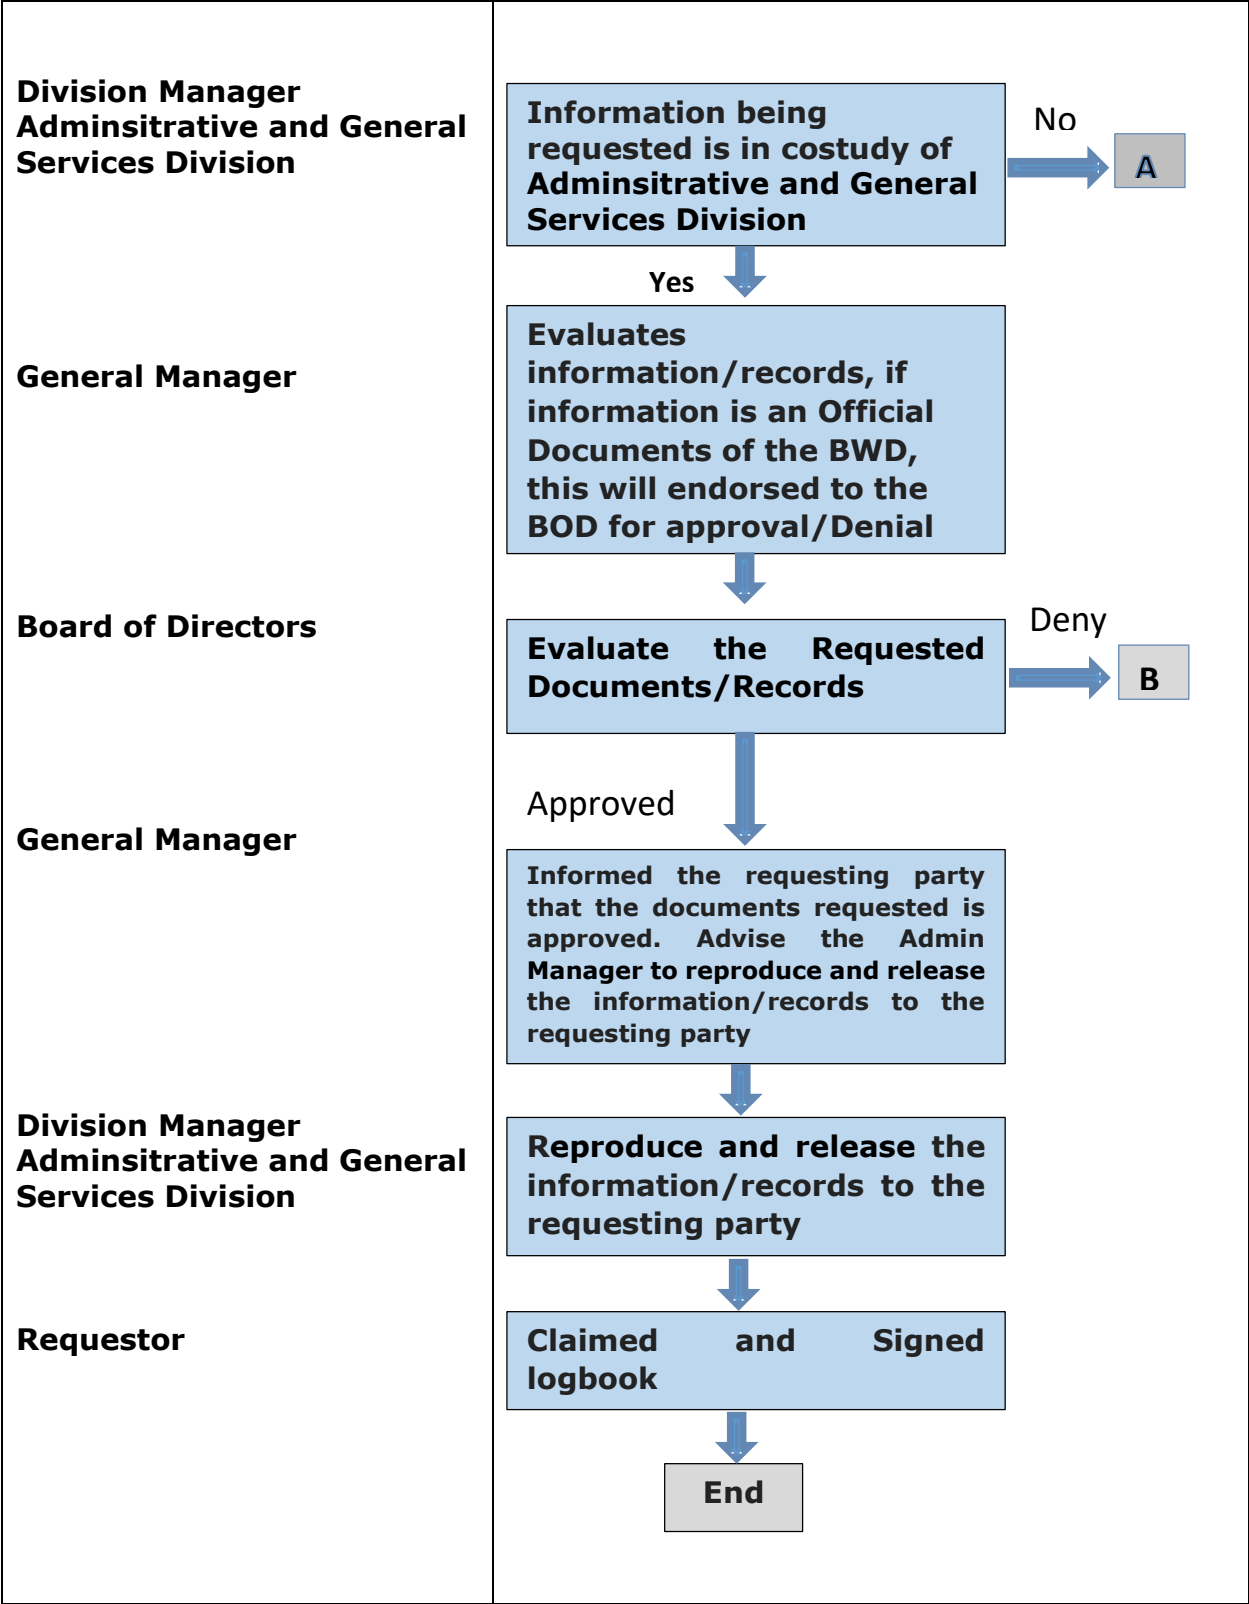 Division Manager
Adminsitrative and General
Services Division
Information being
requested is in costudy of
Adminsitrative and General
Services Division
No
A
Yes
General Manager
Evaluates
information/records, if
information is an Official
Documents of the BWD,
this will endorsed to the
BOD for approval/Denial
Board of Directors
Evaluate the Requested
Documents/Records
Deny
B
Approved
General Manager
Informed the requesting party
that the documents requested is
approved. Advise the Admin
Manager to reproduce and release
the information/records to the
requesting party
Division Manager
Adminsitrative and General
Services Division
Reproduce and release the
information/records to the
requesting party
Requestor
Claimed and Signed
logbook
End